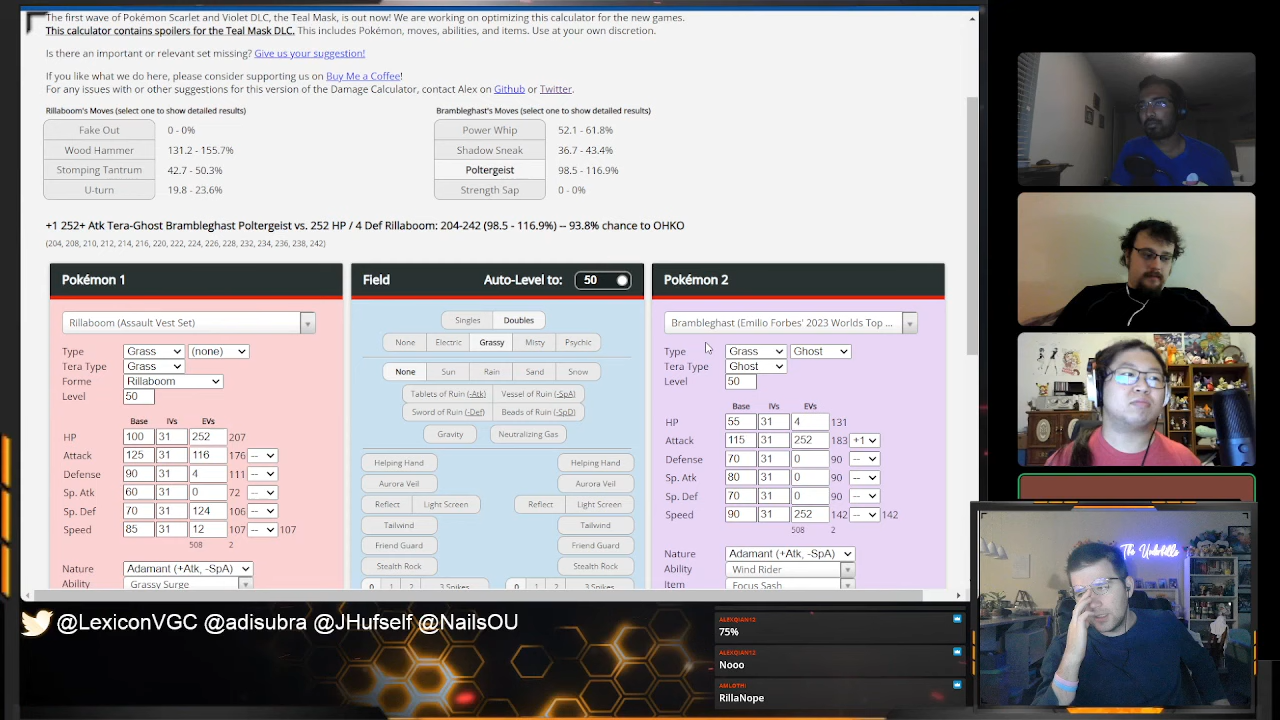 The first wave of Pokémon Scarlet and Violet DLC, the Teal Mask, is out now! We are working on optimizing this calculator for the new games.
This calculator contains spoilers for the Teal Mask DLC. This includes Pokémon, moves, abilities, and items. Use at your own discretion.
Is there an important or relevant set missing? Give us your suggestion!
If you like what we do here, please consider supporting us on Buy Me a Coffee!
For any issues with or other suggestions for this version of the Damage Calculator, contact Alex on Github or Twitter.
Rillaboom's Moves (select one to show detailed results)
Fake Out 0 - 0%
Wood Hammer 131.2 - 155.7%
Stomping Tantrum 42.7 - 50.3%
U-turn 19.8 - 23.6%
Brambleghast's Moves (select one to show detailed results)
Power Whip 52.1 - 61.8%
Shadow Sneak 36.7 - 43.4%
Poltergeist 98.5 - 116.9%
Strength Sap 0 - 0%
+1 252+ Atk Tera-Ghost Brambleghast Poltergeist vs. 252 HP / 4 Def Rillaboom: 204-242 (98.5 - 116.9%) -- 93.8% chance to OHKO
(204, 208, 210, 212, 214, 216, 220, 222, 224, 226, 228, 232, 234, 236, 238, 242)
Pokémon 1
Rillaboom (Assault Vest Set)
Type Grass (none)
Tera Type Grass
Forme Rillaboom
Level 50
Base IVs EVs
HP 100 31 252 207
Attack 125 31 116 176 --
Defense 90 31 4 111 --
Sp. Atk 60 31 0 72 --
Sp. Def 70 31 124 106 --
Speed 85 31 12 107 -- 107
508 2
Nature Adamant (+Atk, -SpA)
Ability Grassy Surge
Field Auto-Level to: 50
Singles Doubles
None Electric Grassy Misty Psychic
None Sun Rain Sand Snow
Tablets of Ruin (-Atk) Vessel of Ruin (-SpA)
Sword of Ruin (-Def) Beads of Ruin (-SpD)
Gravity Neutralizing Gas
Helping Hand Helping Hand
Aurora Veil Aurora Veil
Reflect Light Screen Reflect Light Screen
Tailwind Tailwind
Friend Guard Friend Guard
Stealth Rock Stealth Rock
0 1 2 3 Spikes 0 1 2 3 Spikes
Pokémon 2
Brambleghast (Emilio Forbes' 2023 Worlds Top ...
Type Grass Ghost
Tera Type Ghost
Level 50
Base IVs EVs
HP 55 31 4 131
Attack 115 31 252 183 +1
Defense 70 31 0 90 --
Sp. Atk 80 31 0 90 --
Sp. Def 70 31 0 90 --
Speed 90 31 252 142 -- 142
508 2
Nature Adamant (+Atk, -SpA)
Ability Wind Rider
Item Focus Sash
@LexiconVGC @adisubra @JHufself @NailsOU
ALEXQIAN12
75%
ALEXQIAN12
Nooo
RillaNope
The Underhills